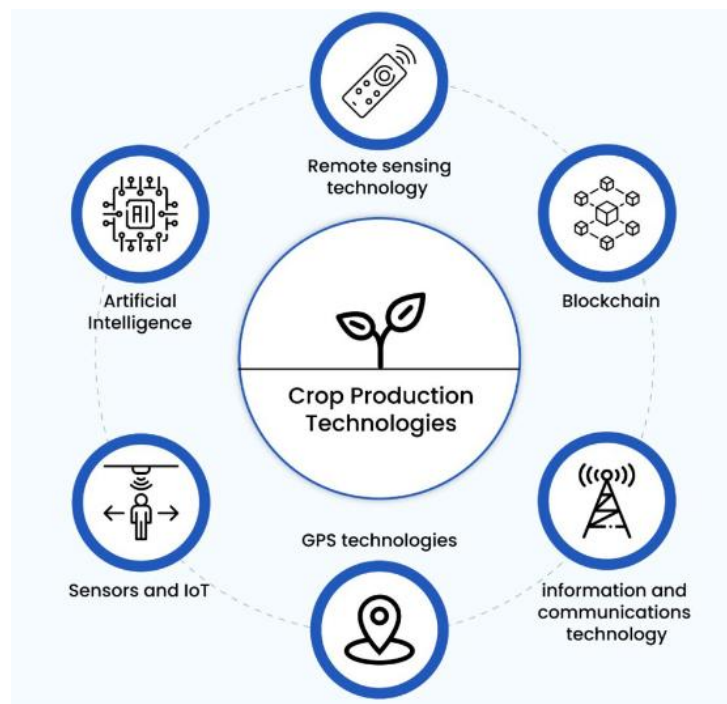 Remote sensing
technology
AI
Artificial
Intelligence
Blockchain
Crop Production
Technologies
Sensors and IoT
GPS technologies
information and
communications
technology